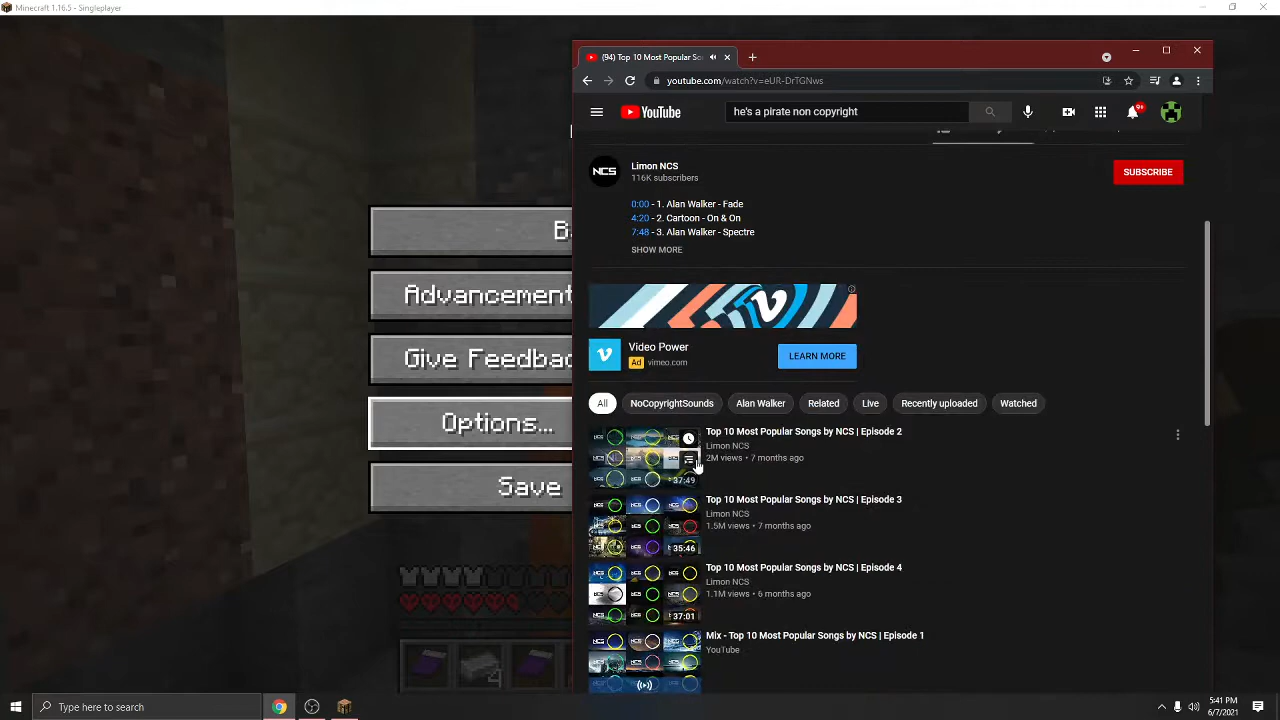 Minecraft 1.16.5 - Singleplayer
(94) Top 10 Most Popular So
youtube.com/watch?v=eUR-DrTGNws
YouTube
he's a pirate non copyright
9+
NCS
Limon NCS
116K subscribers
SUBSCRIBE
0:00 - 1. Alan Walker - Fade
4:20 - 2. Cartoon - On & On
7:48 - 3. Alan Walker - Spectre
SHOW MORE
B
Advancement
Give Feedbac
Options...
Save
Video Power
Ad vimeo.com
LEARN MORE
All
NoCopyrightSounds
Alan Walker
Related
Live
Recently uploaded
Watched
Top 10 Most Popular Songs by NCS | Episode 2
Limon NCS
2M views • 7 months ago
37:49
Top 10 Most Popular Songs by NCS | Episode 3
Limon NCS
1.5M views • 7 months ago
35:46
Top 10 Most Popular Songs by NCS | Episode 4
Limon NCS
1.1M views • 6 months ago
37:01
Mix - Top 10 Most Popular Songs by NCS | Episode 1
YouTube
4
Type here to search
5:41 PM
6/7/2021